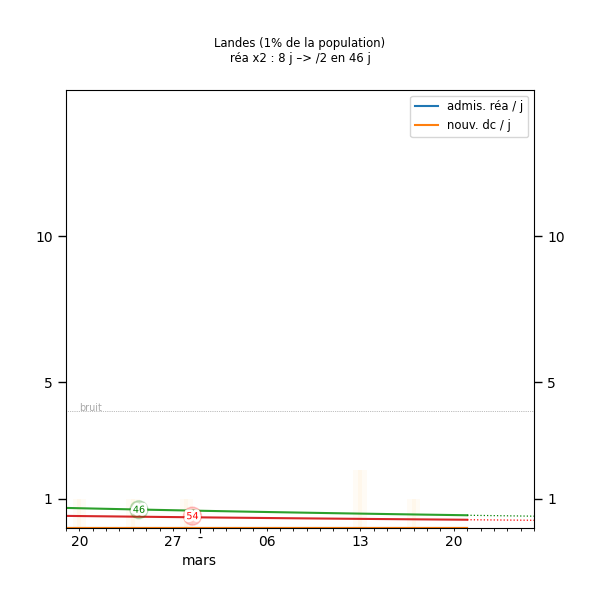 Landes (1% de la population)
réa x2 : 8 j –> /2 en 46 j
admis. réa / j
nouv. dc / j
10 10
5 5
bruit
1 1
46
54
20 27 - 06 13 20
mars